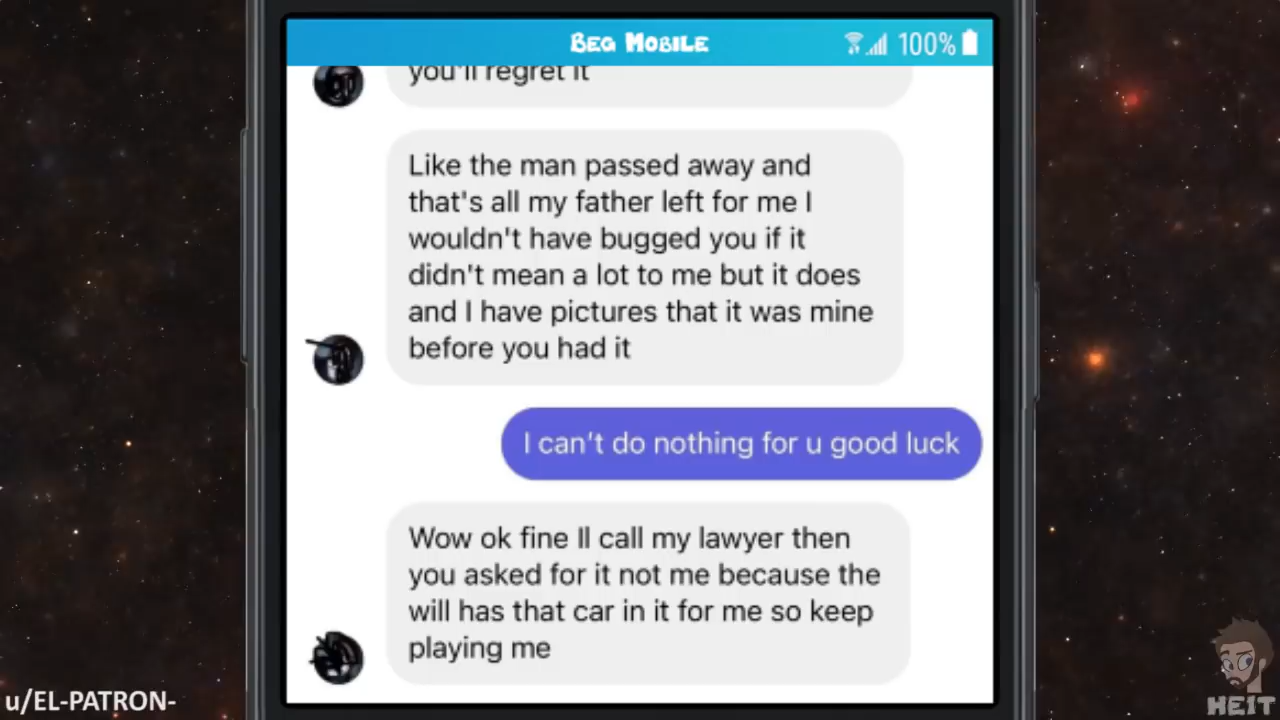 BEG MOBILE
100%
you'll regret it
Like the man passed away and
that's all my father left for me I
wouldn't have bugged you if it
didn't mean a lot to me but it does
and I have pictures that it was mine
before you had it
I can't do nothing for u good luck
Wow ok fine Ill call my lawyer then
you asked for it not me because the
will has that car in it for me so keep
playing me
u/EL-PATRON-
HEIT